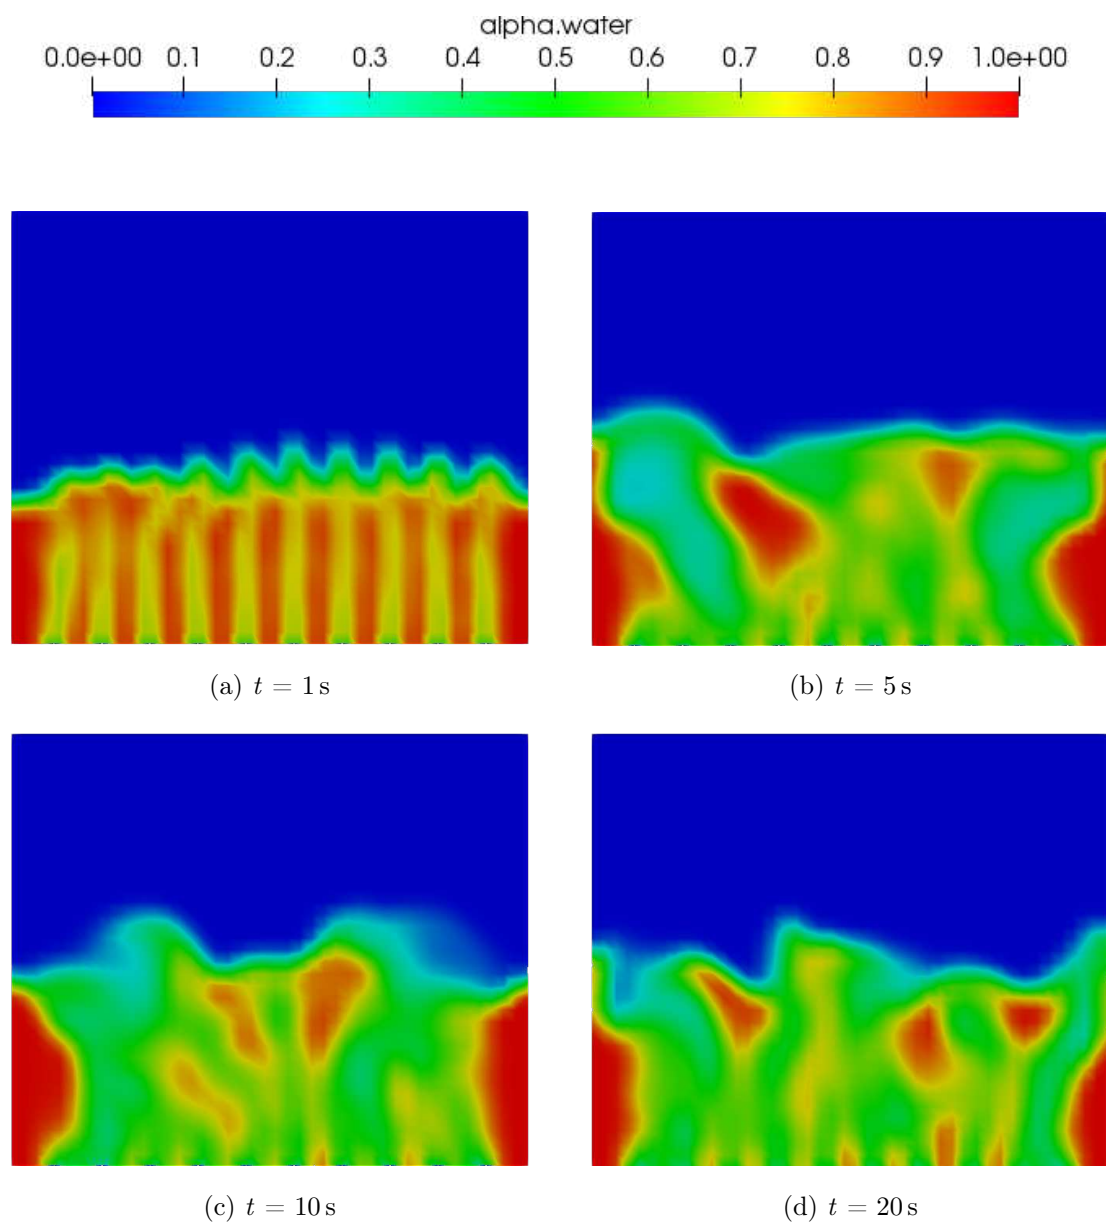 alpha.water
0.0e+00 0.1 0.2 0.3 0.4 0.5 0.6 0.7 0.8 0.9 1.0e+00
(a) t = 1 s
(b) t = 5 s
(c) t = 10 s
(d) t = 20 s